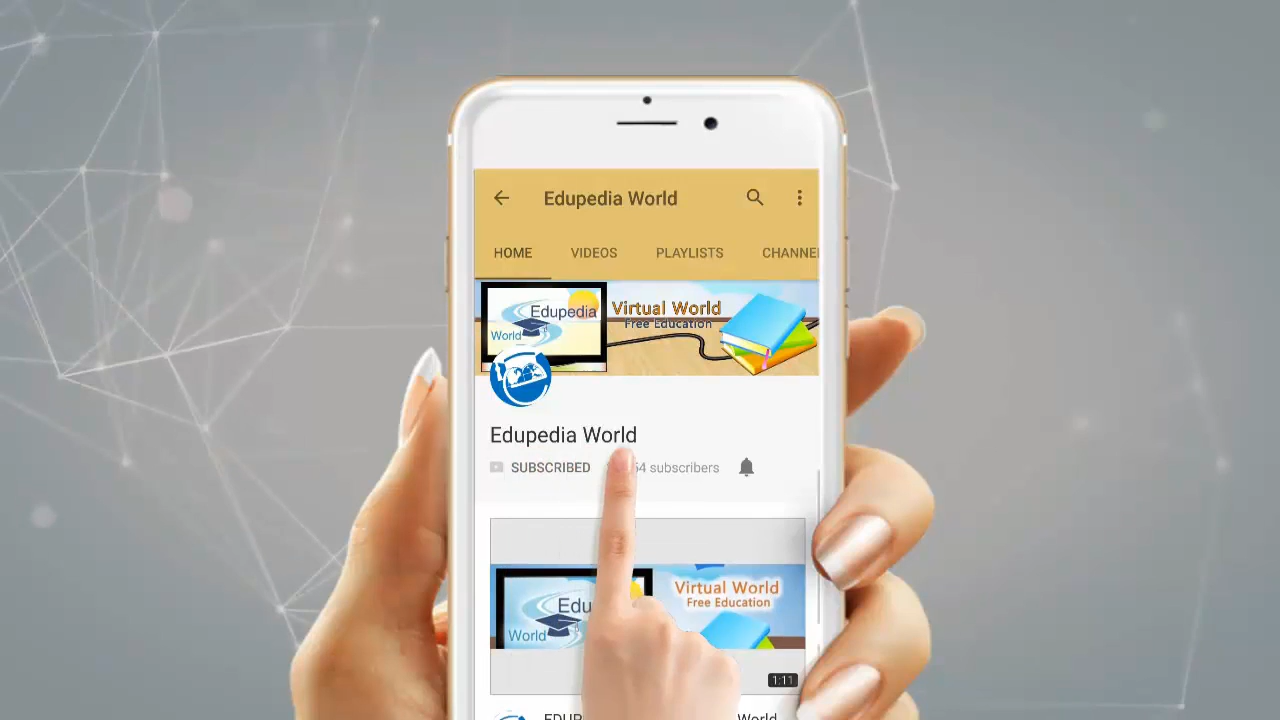 Edupedia World
HOME VIDEOS PLAYLISTS
Edupedia
World
Virtual World
Free Education
Edupedia World
SUBSCRIBED subscribers
World
Virtual World
Free Education
1:11
World